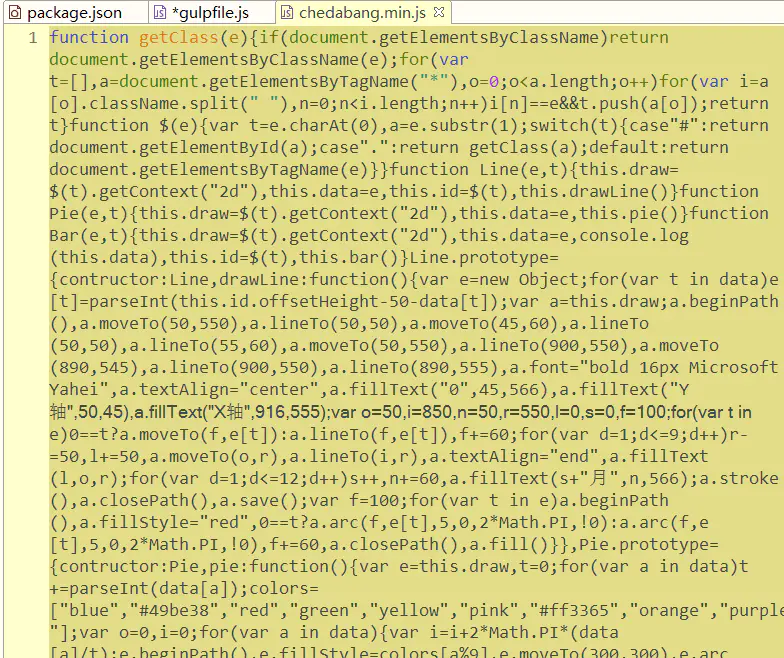 package.json *gulpfile.js chedabang.min.js
1 function getClass(e){if(document.getElementsByClassName)return
document.getElementsByClassName(e);for(var
t=[],a=document.getElementsByTagName("*"),o=0;o<a.length;o++)for(var i=a
[o].className.split(" "),n=0;n<i.length;n++)i[n]==e&&t.push(a[o]);return
t}function $(e){var t=e.charAt(0),a=e.substr(1);switch(t){case"#":return
document.getElementById(a);case".":return getClass(a);default:return
document.getElementsByTagName(e)}}function Line(e,t){this.draw=
$(t).getContext("2d"),this.data=e,this.id=$(t),this.drawLine()}function
Pie(e,t){this.draw=$(t).getContext("2d"),this.data=e,this.pie()}function
Bar(e,t){this.draw=$(t).getContext("2d"),this.data=e,console.log
(this.data),this.id=$(t),this.bar()}Line.prototype=
{contructor:Line,drawLine:function(){var e=new Object;for(var t in data)e
[t]=parseInt(this.id.offsetHeight-50-data[t]);var a=this.draw;a.beginPath
(),a.moveTo(50,550),a.lineTo(50,50),a.moveTo(45,60),a.lineTo
(50,50),a.lineTo(55,60),a.moveTo(50,550),a.lineTo(900,550),a.moveTo
(890,545),a.lineTo(900,550),a.lineTo(890,555),a.font="bold 16px Microsoft
Yahei",a.textAlign="center",a.fillText("0",45,566),a.fillText("Y
轴",50,45),a.fillText("X轴",916,555);var o=50,i=850,n=50,r=550,l=0,s=0,f=100;for(var t in
e)0==t?a.moveTo(f,e[t]):a.lineTo(f,e[t]),f+=60;for(var d=1;d<=9;d++)r-
=50,l+=50,a.moveTo(o,r),a.lineTo(i,r),a.textAlign="end",a.fillText
(l,o,r);for(var d=1;d<=12;d++)s++,n+=60,a.fillText(s+"月",n,566);a.stroke
(),a.closePath(),a.save();var f=100;for(var t in e)a.beginPath
(),a.fillStyle="red",0==t?a.arc(f,e[t],5,0,2*Math.PI,!0):a.arc(f,e
[t],5,0,2*Math.PI,!0),f+=60,a.closePath(),a.fill()}},Pie.prototype=
{contructor:Pie,pie:function(){var e=this.draw,t=0;for(var a in data)t
+=parseInt(data[a]);colors=
["blue","#49be38","red","green","yellow","pink","#ff3365","orange","purple
"];var o=0,i=0;for(var a in data){var i=i+2*Math.PI*(data
[a]/t);e.beginPath(),e.fillStyle=colors[a%9],e.moveTo(300,300),e.arc